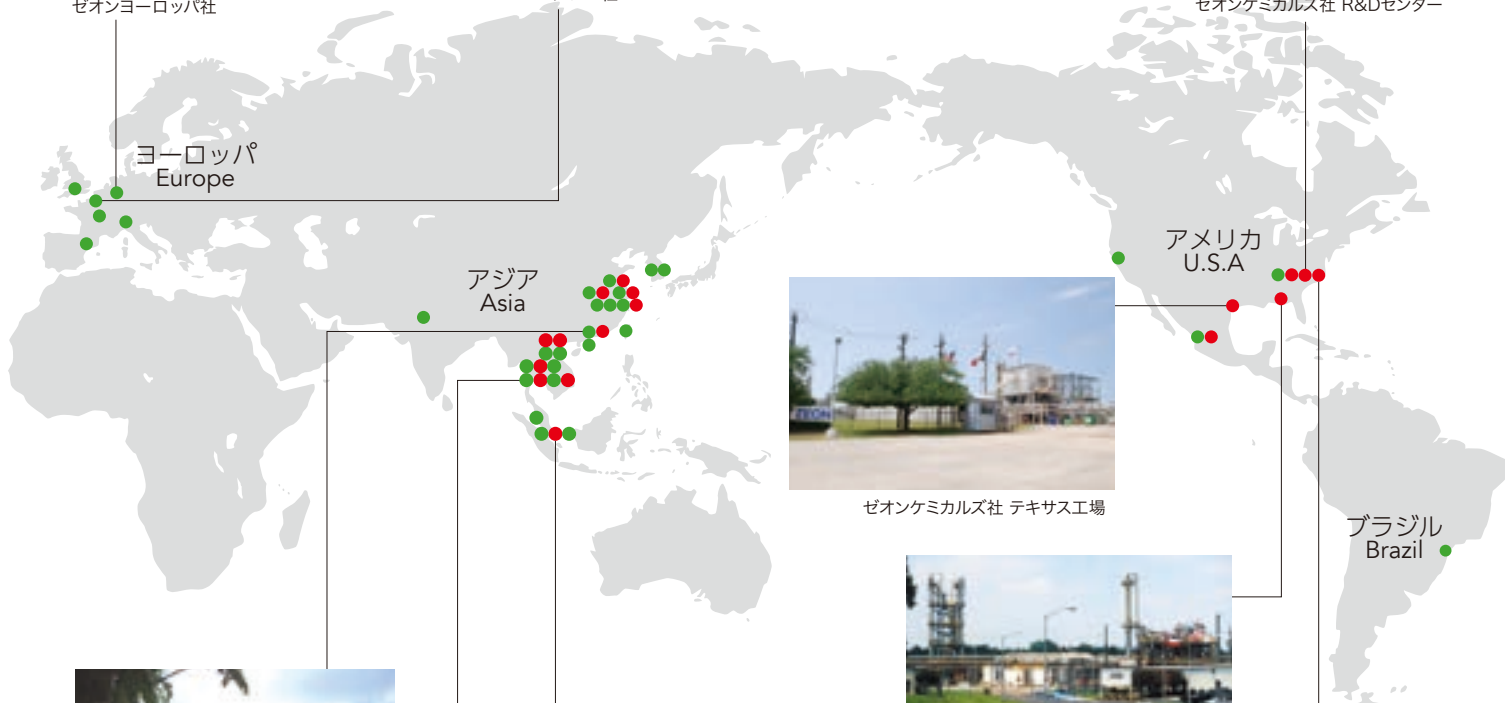 ゼオンヨーロッパ社
社
ゼオンケミカルズ社 R&Dセンター
ヨーロッパ
Europe
アジア
Asia
アメリカ
U.S.A
ZEON
ゼオンケミカルズ社 テキサス工場
ブラジル
Brazil